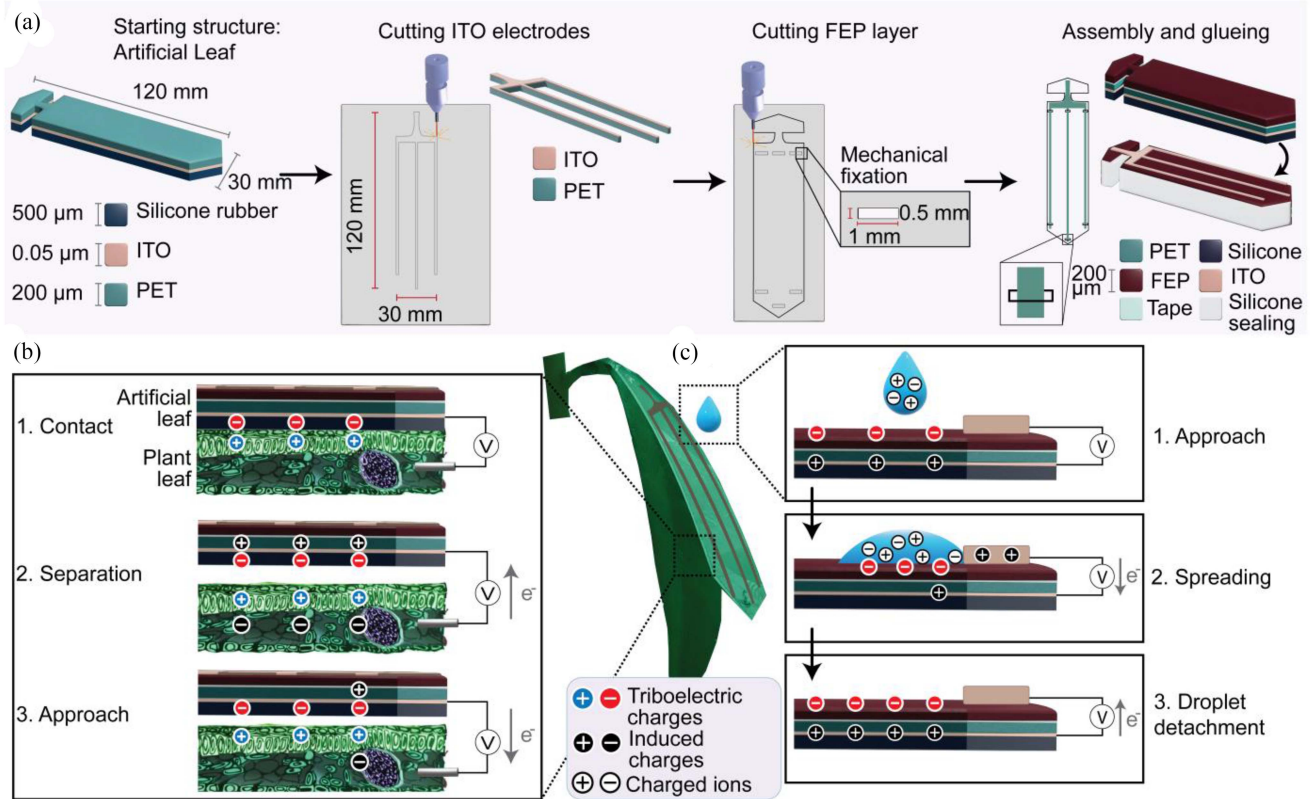 (a)
Starting structure:
Artificial Leaf
120 mm
30 mm
500 µm
Silicone rubber
0.05 µm
ITO
200 µm
PET
Cutting ITO electrodes
120 mm
30 mm
ITO
PET
Cutting FEP layer
Mechanical
fixation
0.5 mm
1 mm
Assembly and glueing
PET
Silicone
200
µm
FEP
ITO
Tape
Silicone
sealing
(b)
1. Contact
Artificial
leaf
Plant
leaf
V
2. Separation
V
e-
3. Approach
V
e-
+ - Triboelectric
charges
+ - Induced
charges
+ - Charged ions
(c)
1. Approach
V
2. Spreading
V
e-
3. Droplet
detachment
V
e-